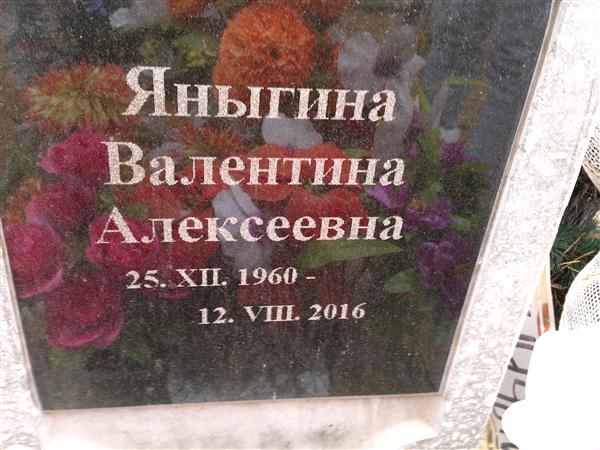 Яныгина
Валентина
Алексеевна
25. XII. 1960 -
12. VIII. 2016